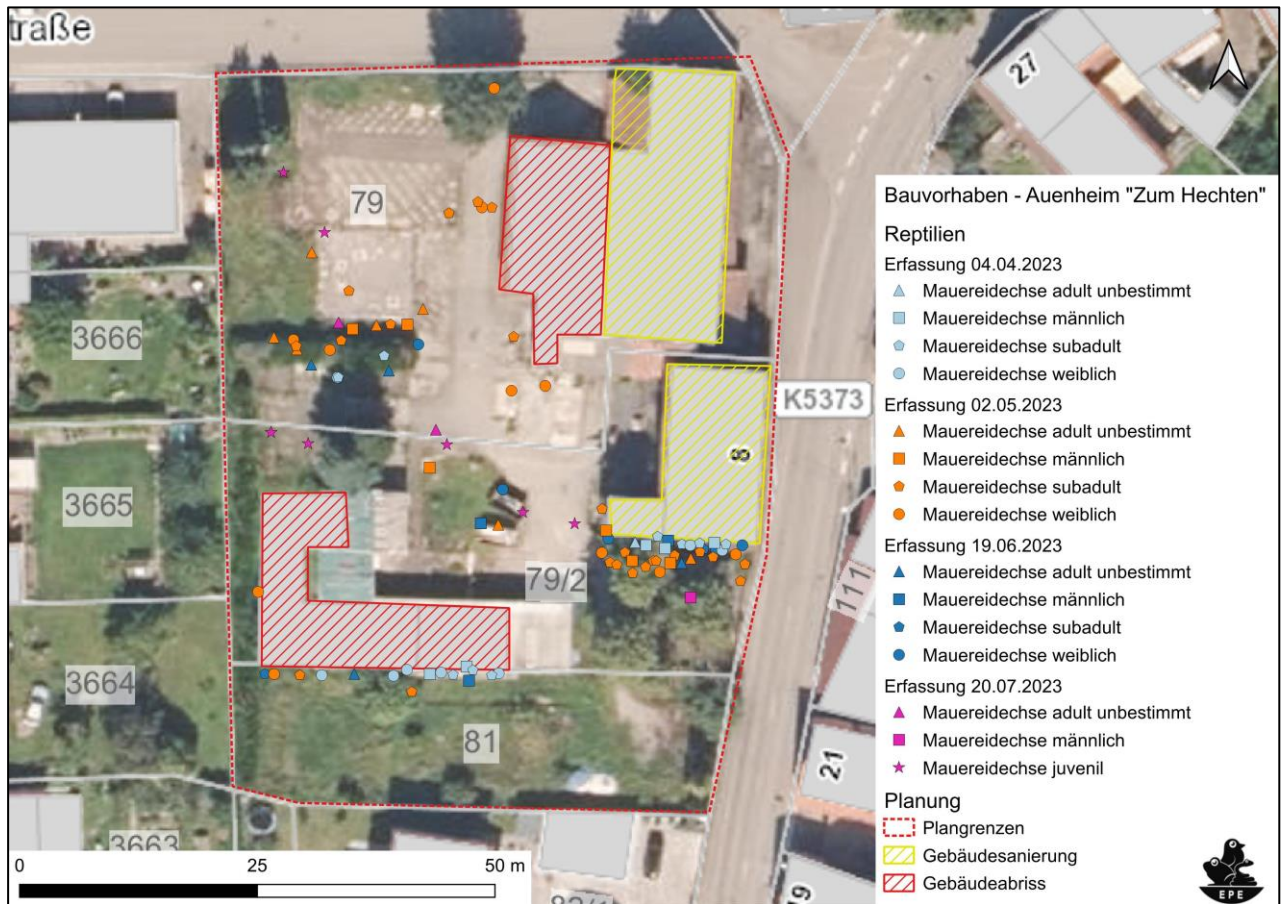 traße
27
79
3666
K5373
3665
8
111
79/2
3664
81
21
3663
19
0
25
50 m
Bauvorhaben - Auenheim "Zum Hechten"
Reptilien
Erfassung 04.04.2023
Mauereidechse adult unbestimmt
Mauereidechse männlich
Mauereidechse subadult
Mauereidechse weiblich
Erfassung 02.05.2023
Mauereidechse adult unbestimmt
Mauereidechse männlich
Mauereidechse subadult
Mauereidechse weiblich
Erfassung 19.06.2023
Mauereidechse adult unbestimmt
Mauereidechse männlich
Mauereidechse subadult
Mauereidechse weiblich
Erfassung 20.07.2023
Mauereidechse adult unbestimmt
Mauereidechse männlich
Mauereidechse juvenil
Planung
Plangrenzen
Gebäudesanierung
Gebäudeabriss
EPE